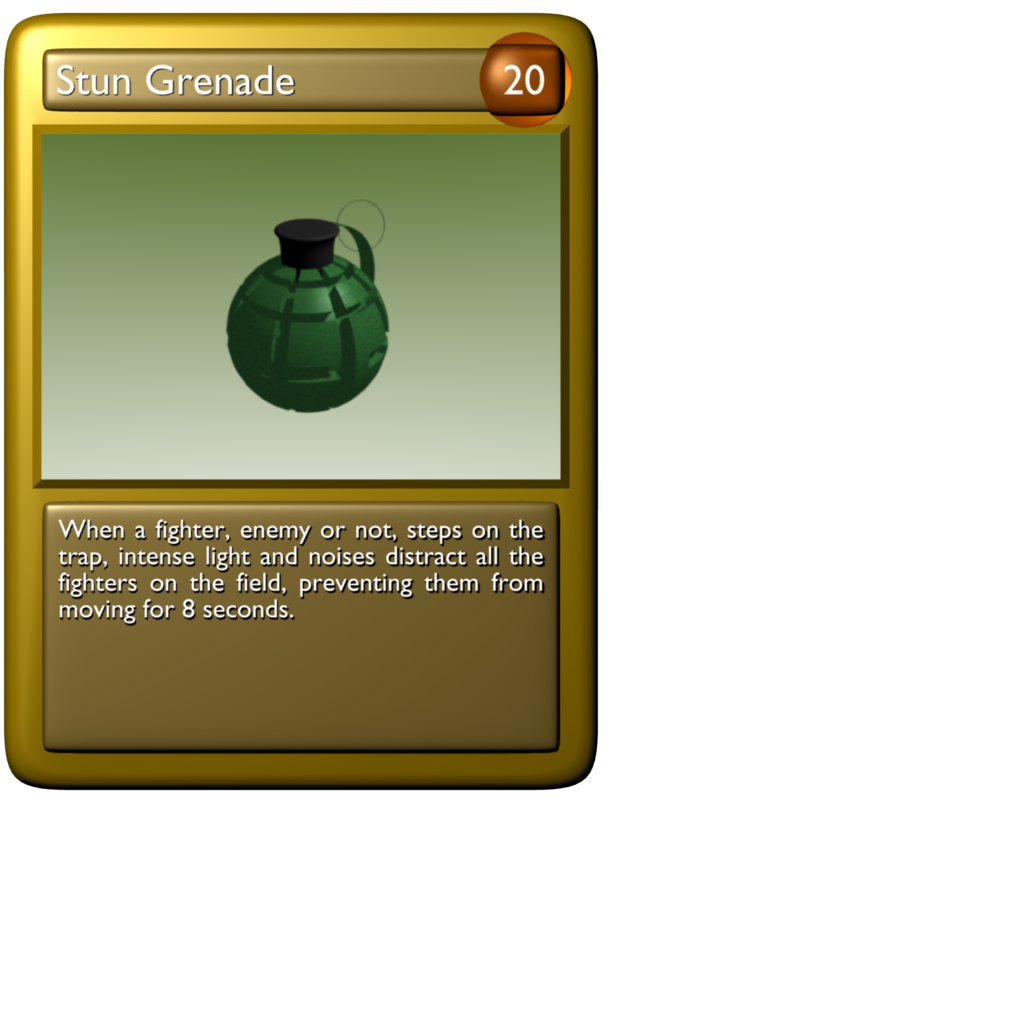 Stun Grenade
20
When a fighter, enemy or not, steps on the
trap, intense light and noises distract all the
fighters on the field, preventing them from
moving for 8 seconds.